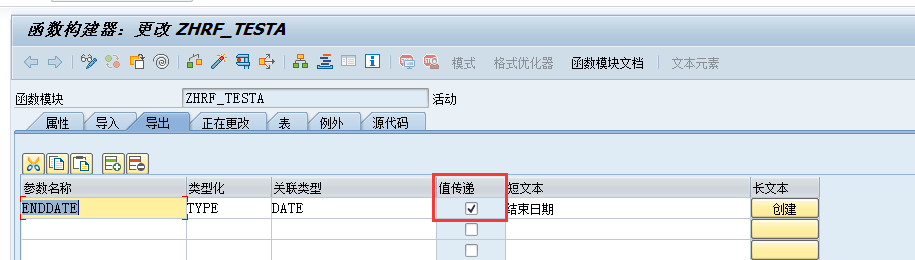 函数构建器：更改 ZHRF_TESTA
模式 格式优化器 函数模块文档 文本元素
函数模块 ZHRF_TESTA 活动
属性 导入 导出 正在更改 表 例外 源代码
参数名称 类型化 关联类型 值传递 短文本 长文本
ENDDATE TYPE DATE 结束日期 创建